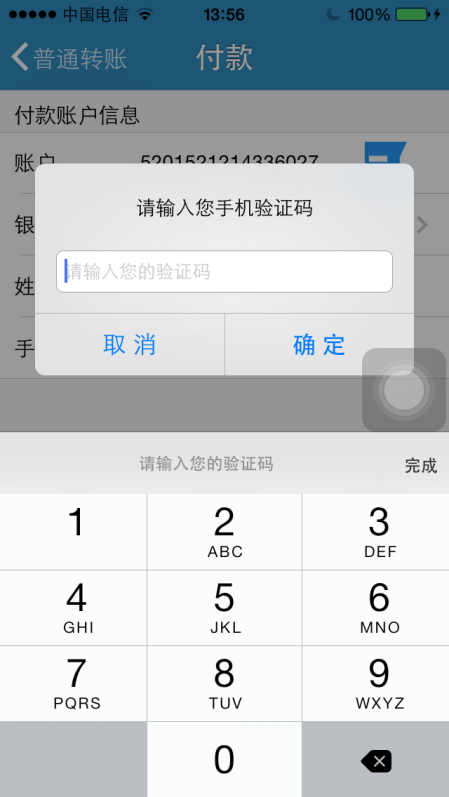 中国电信 13:56 100%
普通转账 付款
付款账户信息
账户 5201521214336027
请输入您手机验证码
银
请输入您的验证码
姓
取消 确定
手
请输入您的验证码 完成
1 2 3
ABC DEF
4 5 6
GHI JKL MNO
7 8 9
PQRS TUV WXYZ
0